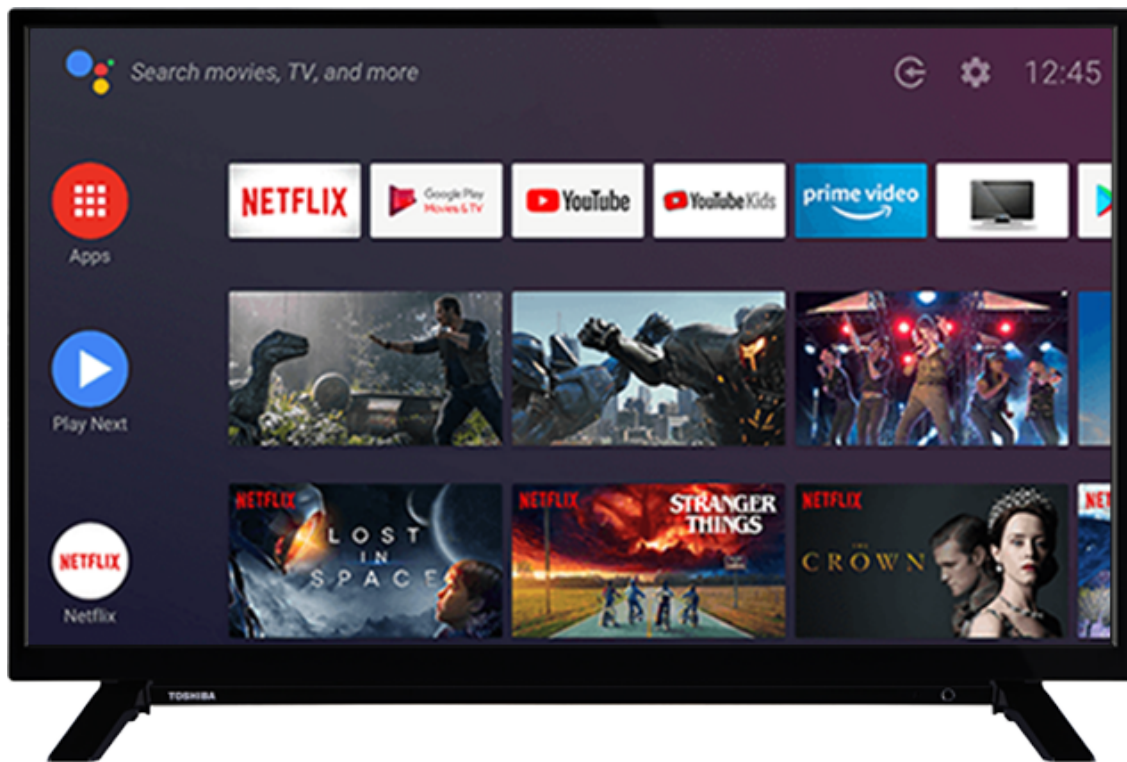 Search movies, TV, and more
12:45
Apps
NETFLIX
Google Play
Movies & TV
YouTube
YouTube Kids
prime video
Play Next
NETFLIX
Netflix
NETFLIX
LOST
IN
SPACE
NETFLIX
STRANGER
THINGS
NETFLIX
THE
CROWN
NET
TOSHIBA